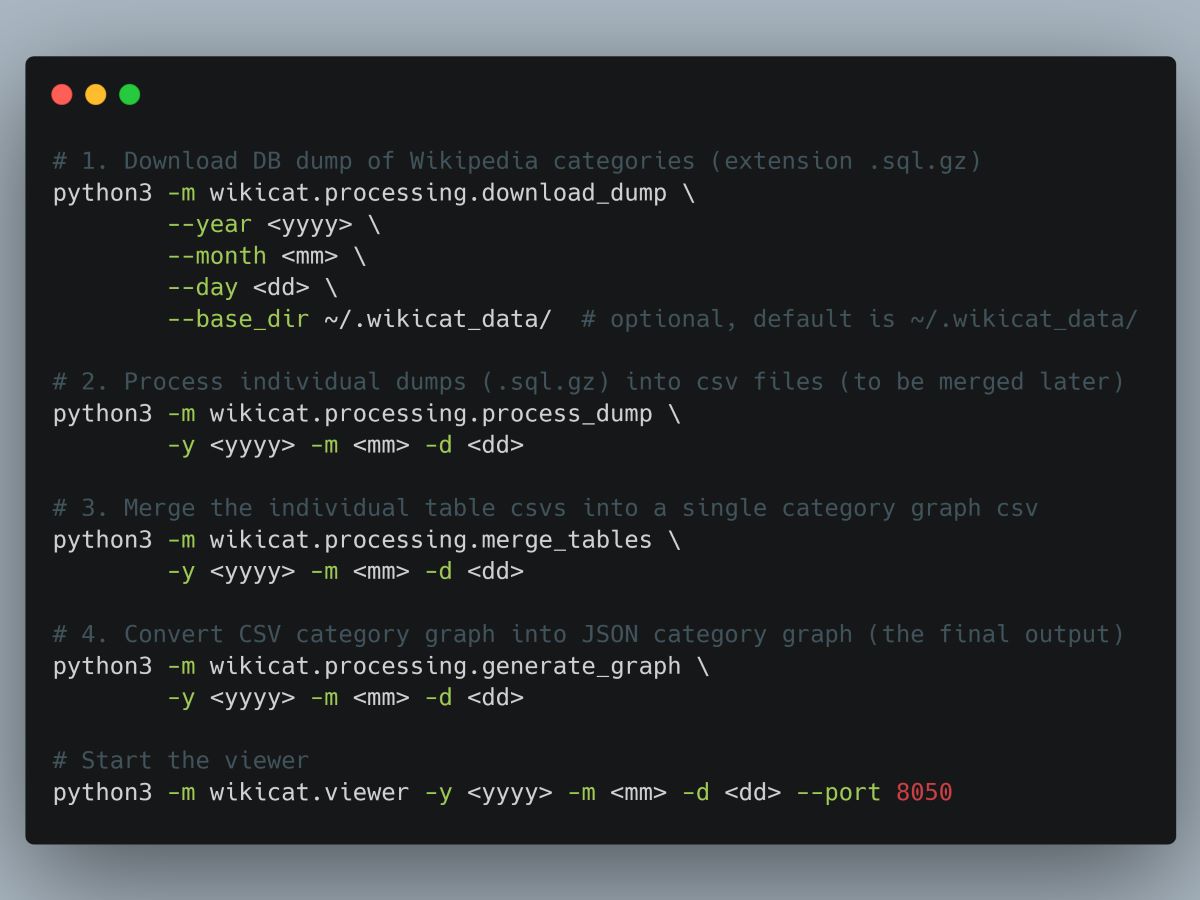 # 1. Download DB dump of Wikipedia categories (extension .sql.gz)
python3 -m wikicat.processing.download_dump \
        --year <yyyy> \
        --month <mm> \
        --day <dd> \
        --base_dir ~/.wikicat_data/  # optional, default is ~/.wikicat_data/

# 2. Process individual dumps (.sql.gz) into csv files (to be merged later)
python3 -m wikicat.processing.process_dump \
        -y <yyyy> -m <mm> -d <dd>

# 3. Merge the individual table csvs into a single category graph csv
python3 -m wikicat.processing.merge_tables \
        -y <yyyy> -m <mm> -d <dd>

# 4. Convert CSV category graph into JSON category graph (the final output)
python3 -m wikicat.processing.generate_graph \
        -y <yyyy> -m <mm> -d <dd>

# Start the viewer
python3 -m wikicat.viewer -y <yyyy> -m <mm> -d <dd> --port 8050